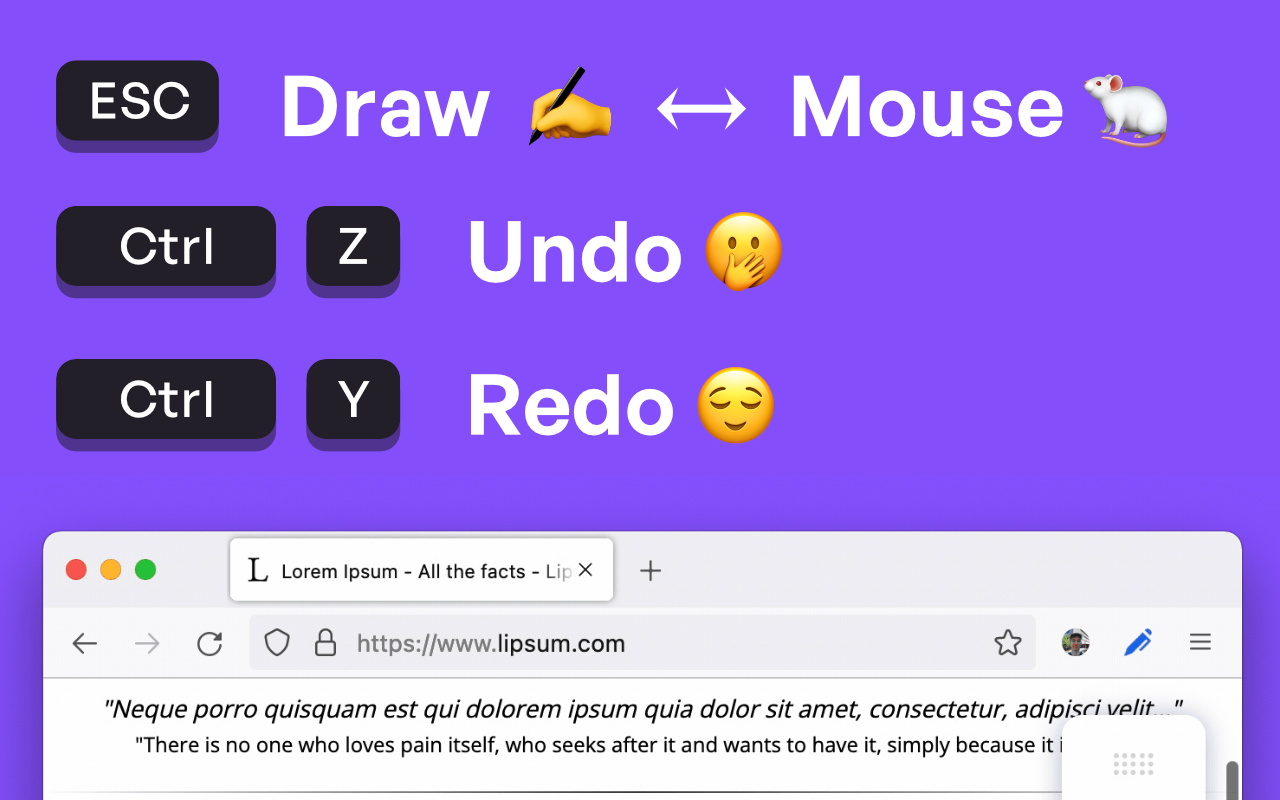 ESC Draw ✍️ ↔ Mouse 🐁
Ctrl Z Undo 🫢
Ctrl Y Redo 😌
L Lorem Ipsum - All the facts - Lip
https://www.lipsum.com
"Neque porro quisquam est qui dolorem ipsum quia dolor sit amet, consectetur, adipisci velit..."
"There is no one who loves pain itself, who seeks after it and wants to have it, simply because it